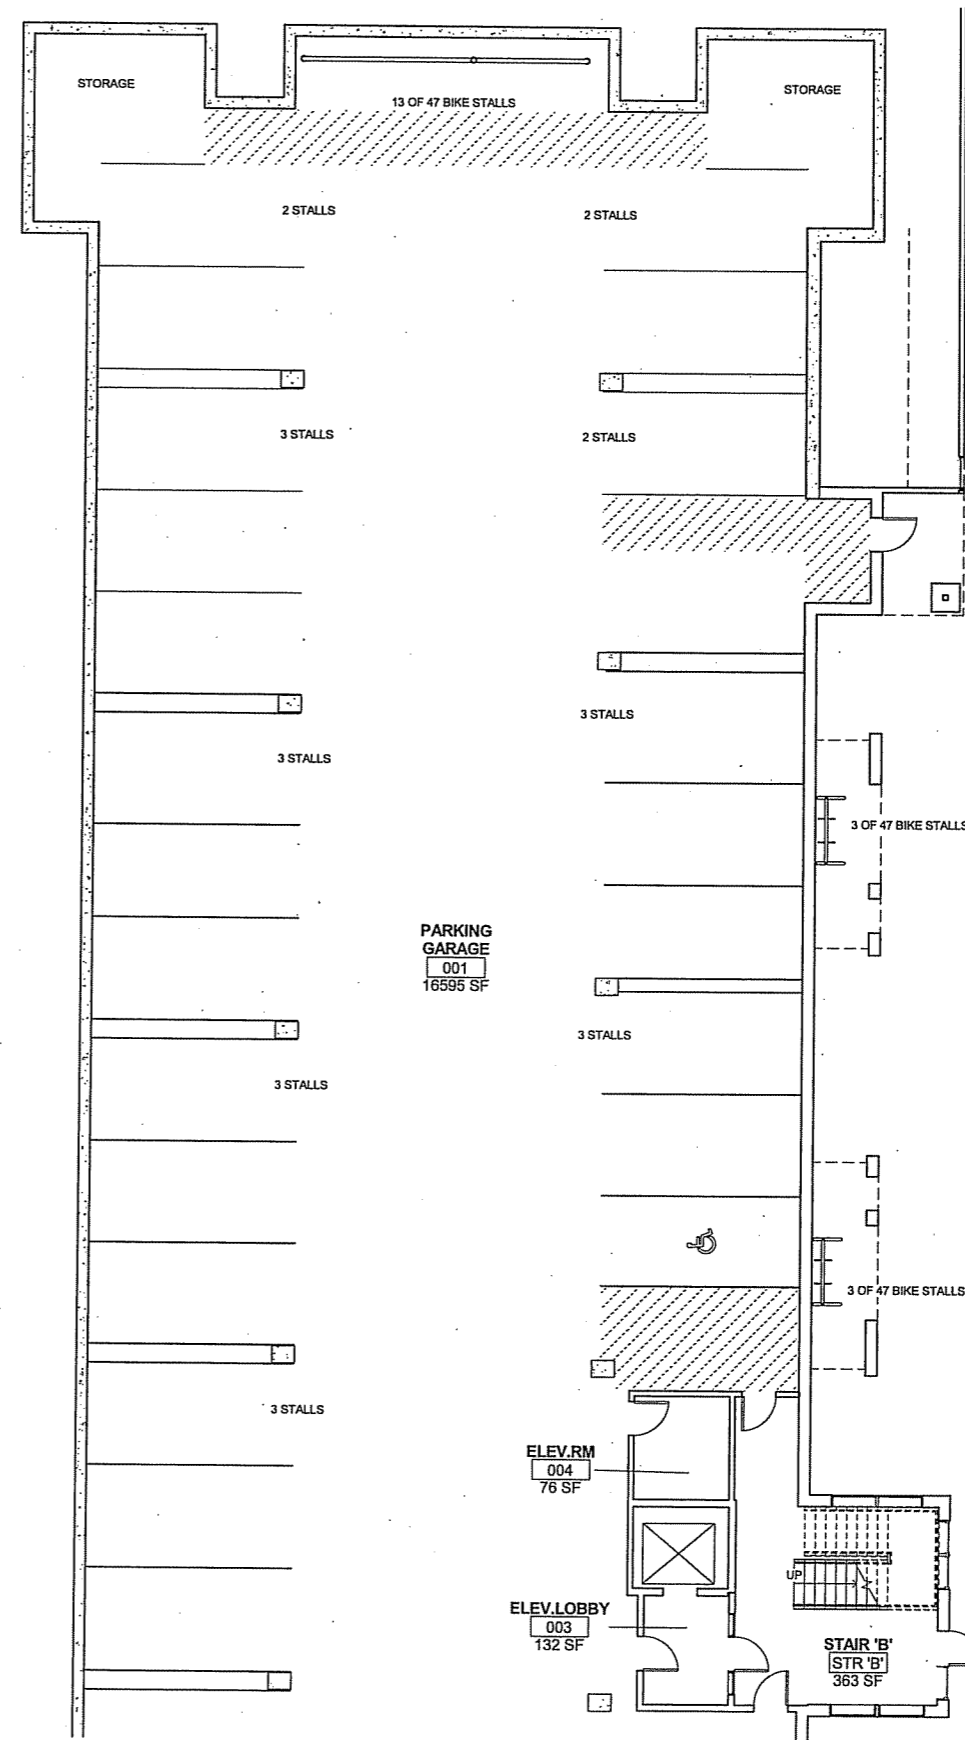 STORAGE
STORAGE
13 OF 47 BIKE STALLS
2 STALLS
2 STALLS
3 STALLS
2 STALLS
3 STALLS
3 STALLS
3 OF 47 BIKE STALLS
PARKING
GARAGE
001
16595 SF
3 STALLS
3 STALLS
3 OF 47 BIKE STALLS
3 STALLS
ELEV.RM
004
76 SF
UP
ELEV.LOBBY
003
132 SF
STAIR 'B'
STR 'B'
363 SF